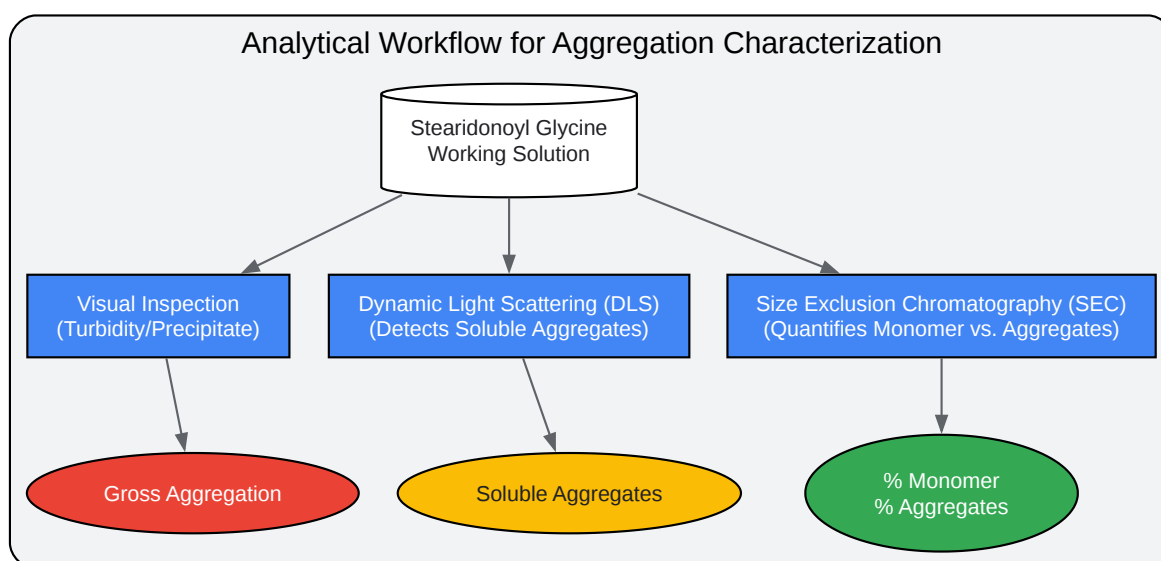 Analytical Workflow for Aggregation Characterization
Stearidonoyl Glycine
Working Solution
Visual Inspection
(Turbidity/Precipitate)
Dynamic Light Scattering (DLS)
(Detects Soluble Aggregates)
Size Exclusion Chromatography (SEC)
(Quantifies Monomer vs. Aggregates)
Gross Aggregation
Soluble Aggregates
% Monomer
% Aggregates